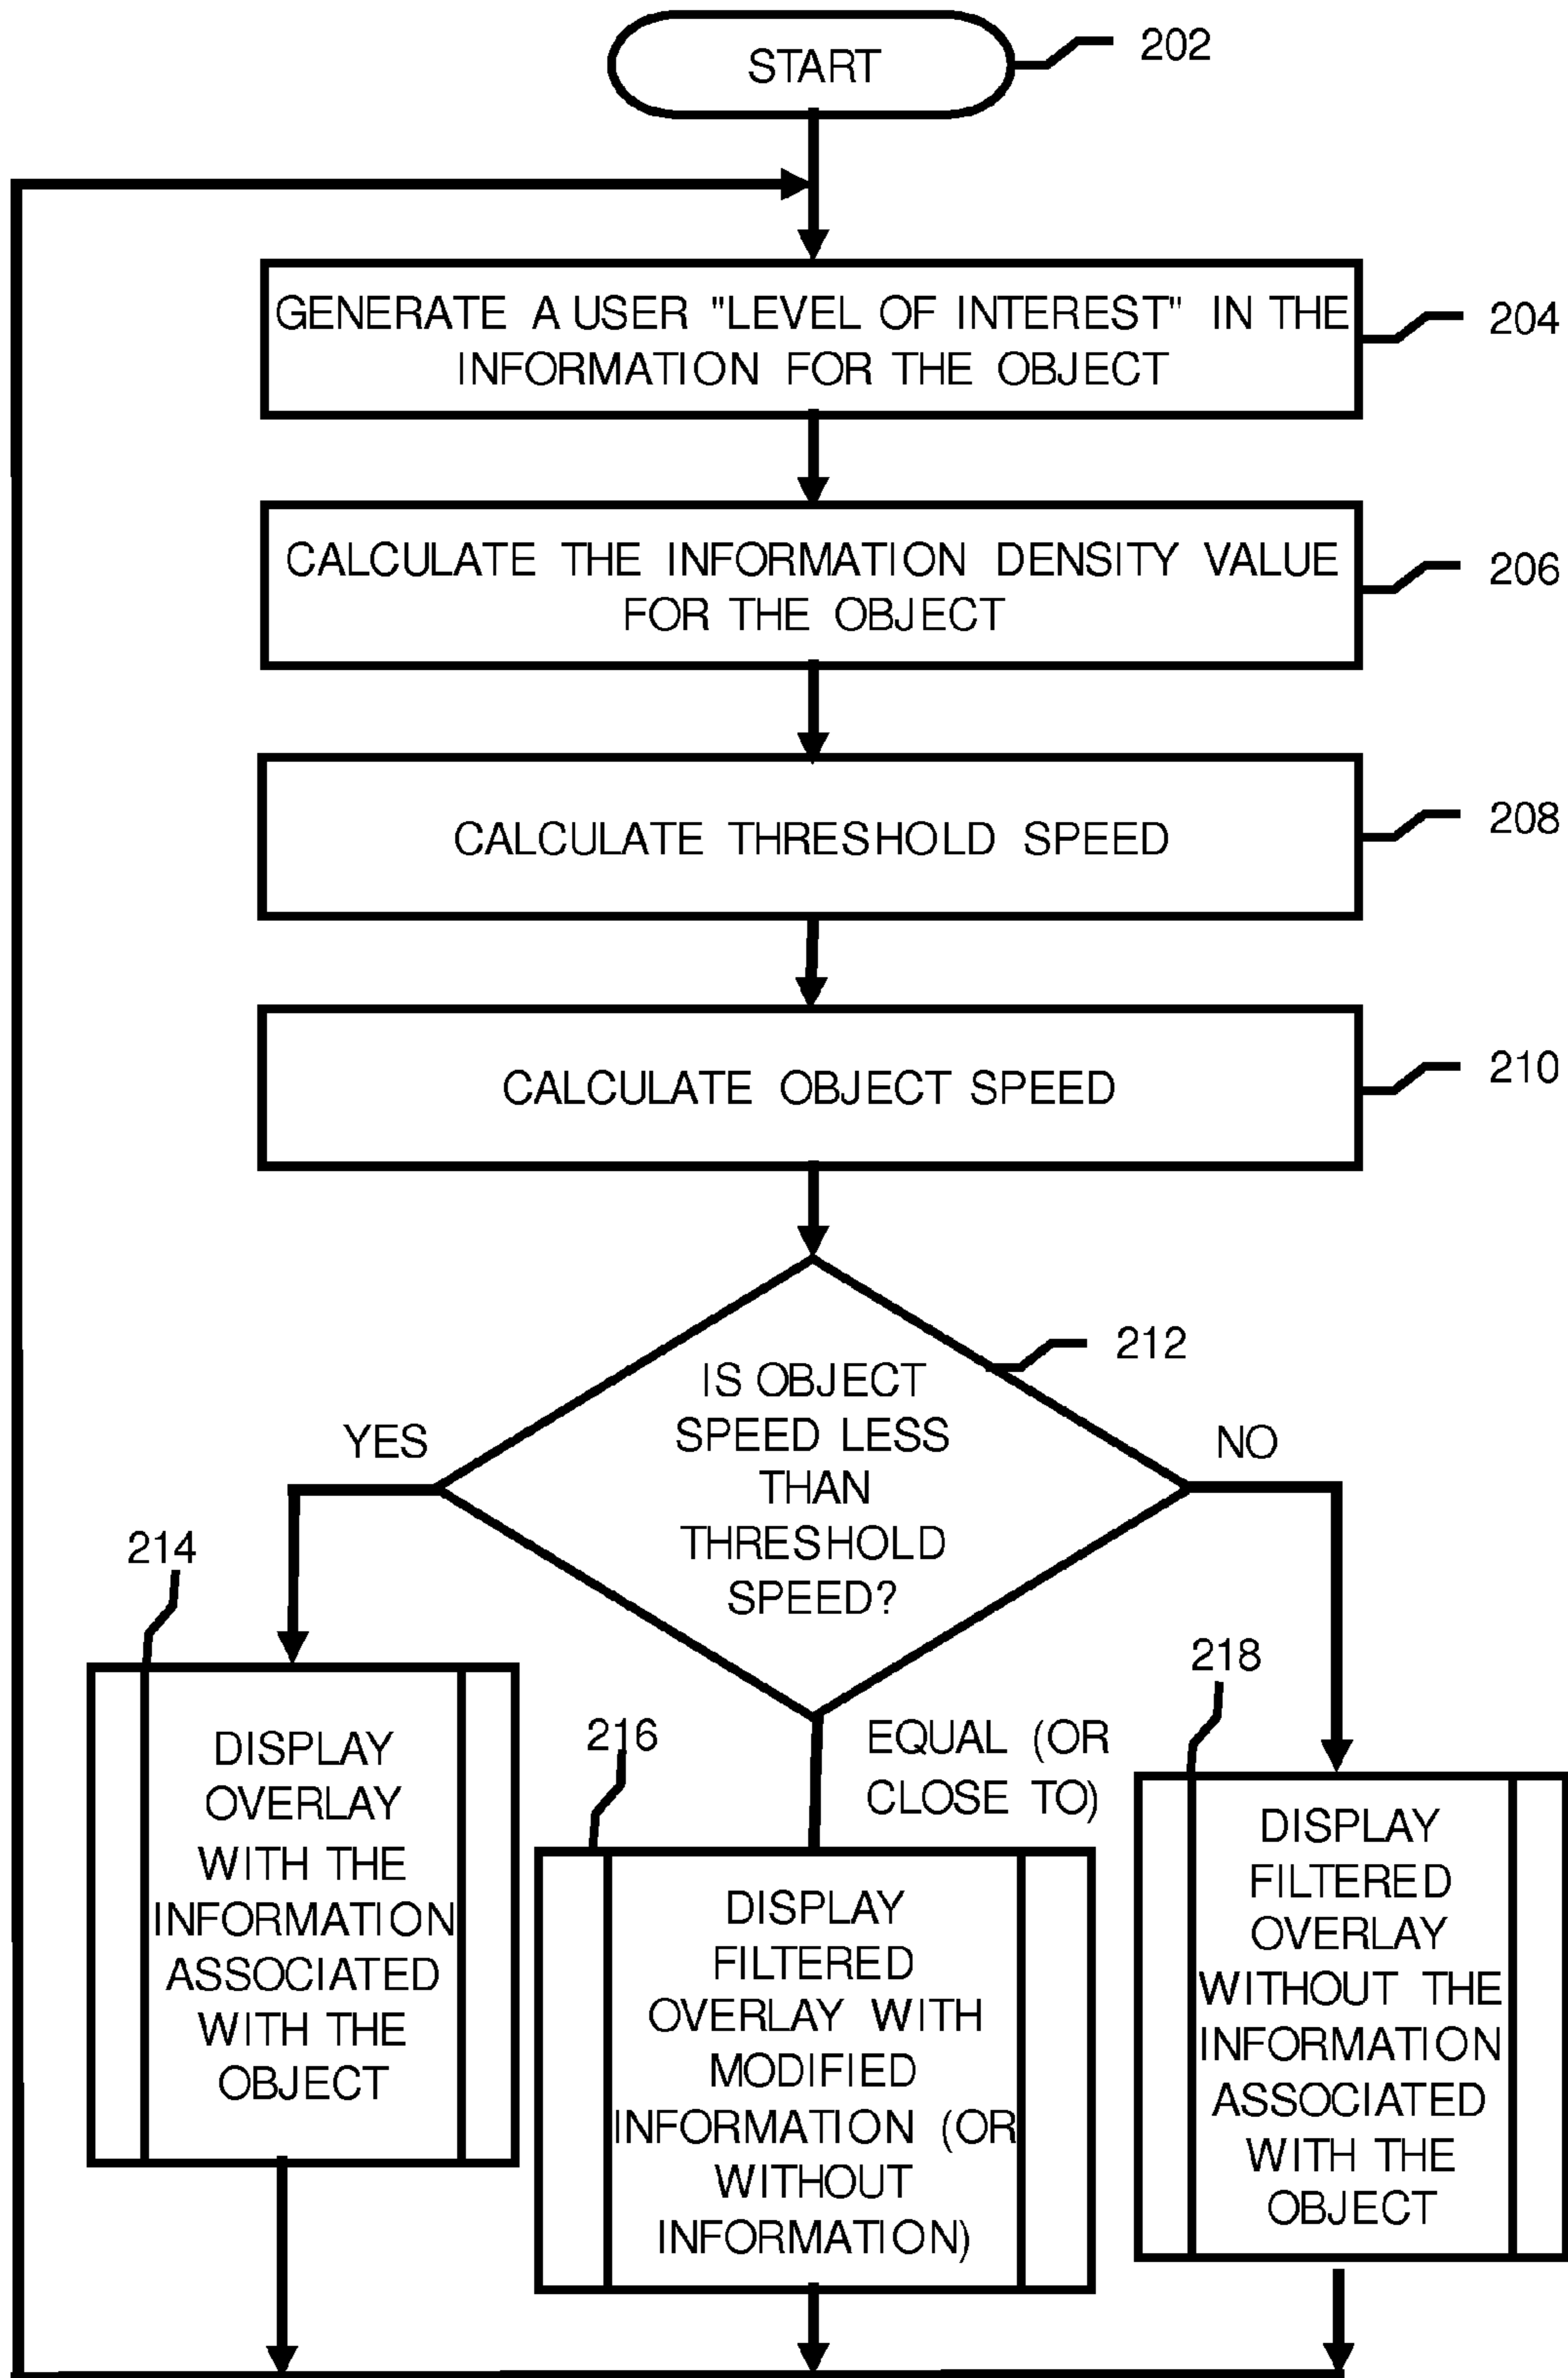 START
202
GENERATE A USER "LEVEL OF INTEREST" IN THE
INFORMATION FOR THE OBJECT
204
CALCULATE THE INFORMATION DENSITY VALUE
FOR THE OBJECT
206
CALCULATE THRESHOLD SPEED
208
CALCULATE OBJECT SPEED
210
212
IS OBJECT
SPEED LESS
THAN
THRESHOLD
SPEED?
YES
NO
214
DISPLAY
OVERLAY
WITH THE
INFORMATION
ASSOCIATED
WITH THE
OBJECT
216
EQUAL (OR
CLOSE TO)
DISPLAY
FILTERED
OVERLAY WITH
MODIFIED
INFORMATION (OR
WITHOUT
INFORMATION)
218
DISPLAY
FILTERED
OVERLAY
WITHOUT THE
INFORMATION
ASSOCIATED
WITH THE
OBJECT